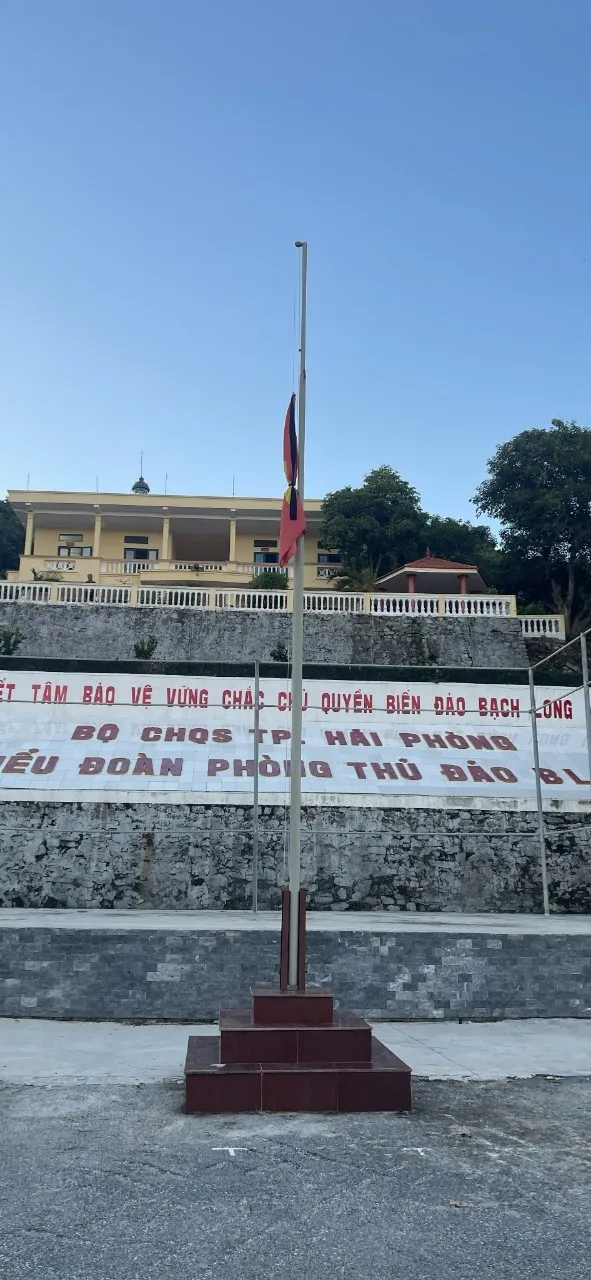 TÂM BẢO VỆ VỮNG CHẮC CHỦ QUYỀN BIỂN ĐẢO BẠCH LONG
BỘ CHQS TP. HẢI PHÒNG
ĐOÀN PHÒNG THỦ ĐẢO BL